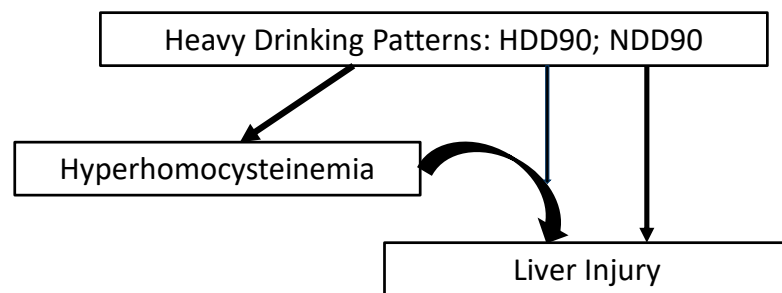 Heavy Drinking Patterns: HDD90; NDD90
Hyperhomocysteinemia
Liver Injury